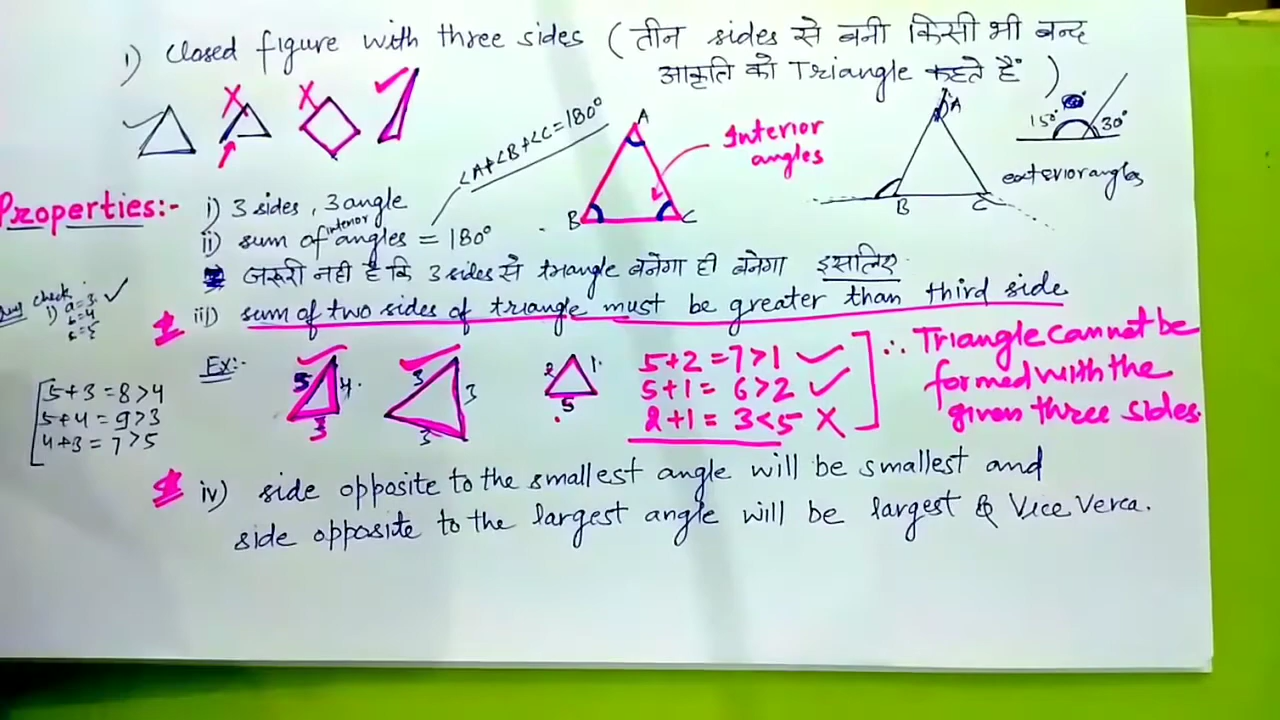 i) closed figure with three sides ( तीन sides से बनी किसी भी बन्द
आकृति को Triangle कहते हैं )
X X
∠A+∠B+∠C=180°
A
B C
Interior
angles
A
B C
150° 30°
exterior angles
Properties:-
i) 3 sides, 3 angle
ii) sum of interior angles = 180°
जरूरी नही है कि 3 sides से triangle बनेगा ही बनेगा इसलिए
iii) sum of two sides of triangle must be greater than third side
check
i) a=3
b=4
c=5
5+3=8>4
5+4=9>3
4+3=7>5
Ex:-
5 4
3
3 3
3
2 1
5
5+2=7>1
5+1=6>2
2+1=3<5 X
∴ Triangle cannot be
formed with the
given three sides.
iv) side opposite to the smallest angle will be smallest and
side opposite to the largest angle will be largest & Vice Verca.